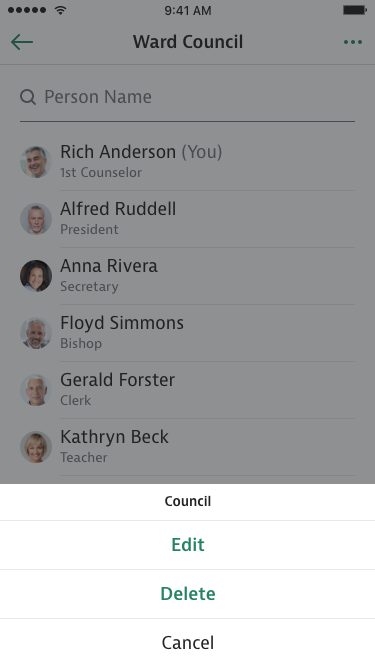 9:41 AM
Ward Council
Person Name
Rich Anderson (You)
1st Counselor
Alfred Ruddell
President
Anna Rivera
Secretary
Floyd Simmons
Bishop
Gerald Forster
Clerk
Kathryn Beck
Teacher
Council
Edit
Delete
Cancel